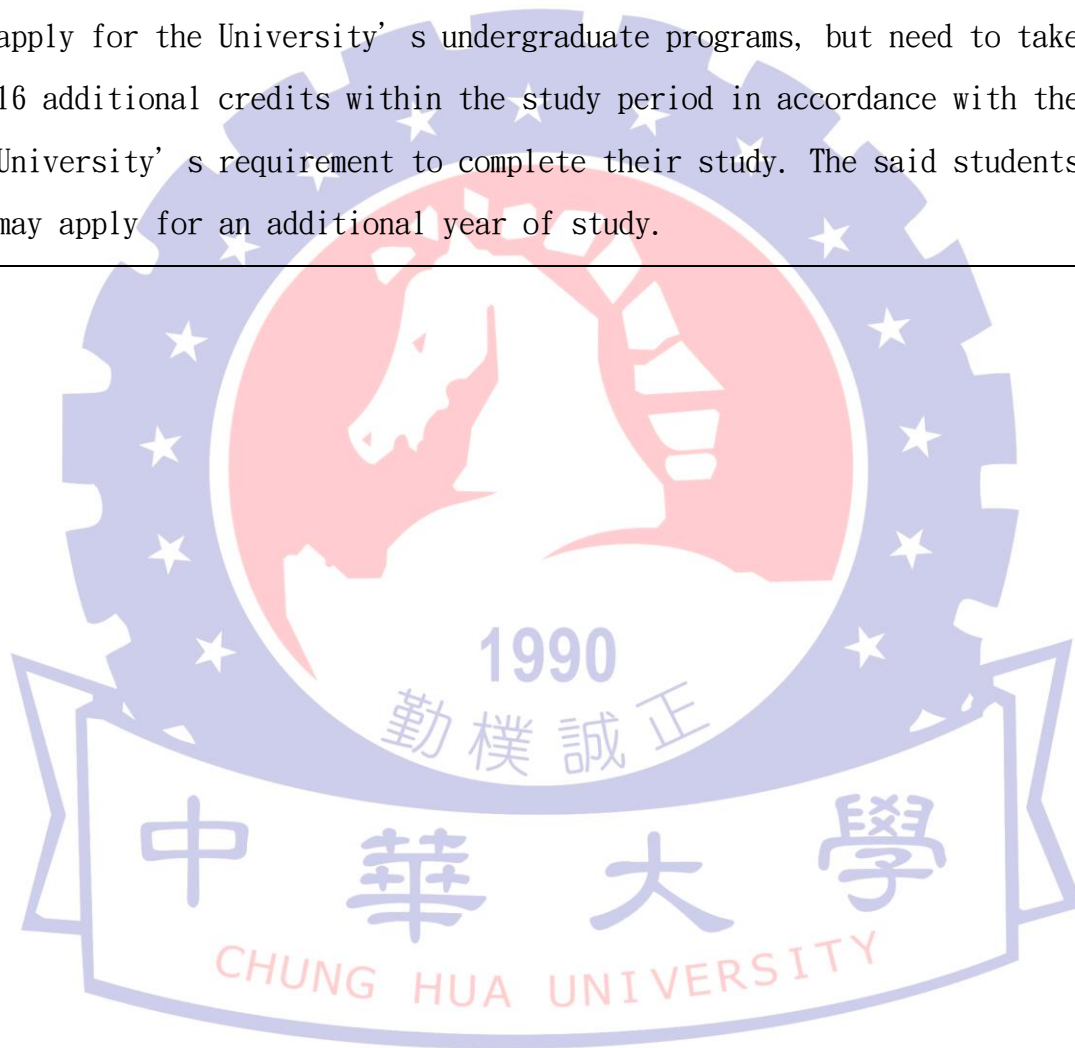 apply for the University’s undergraduate programs, but need to take
16 additional credits within the study period in accordance with the
University’s requirement to complete their study. The said students
may apply for an additional year of study.
1990
勤樸誠正
中華大學
CHUNG HUA UNIVERSITY